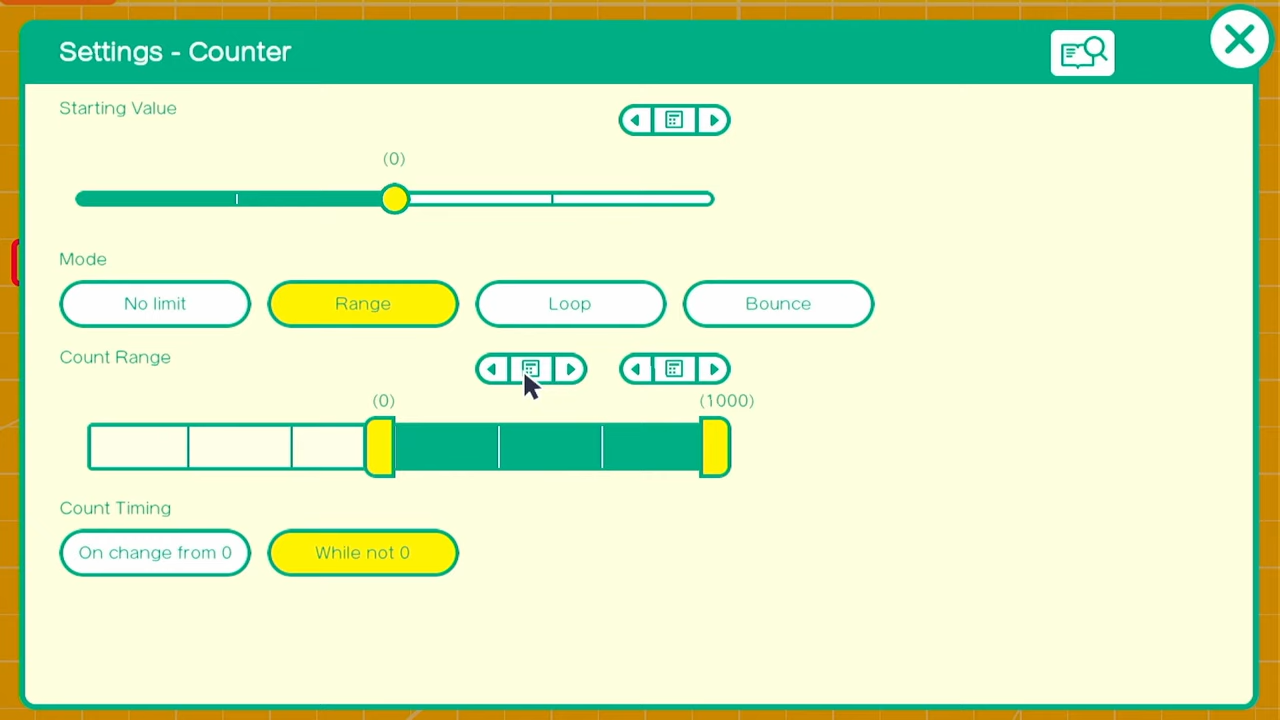 Settings - Counter
Starting Value
(0)
Mode
No limit Range Loop Bounce
Count Range
(0) (1000)
Count Timing
On change from 0 While not 0